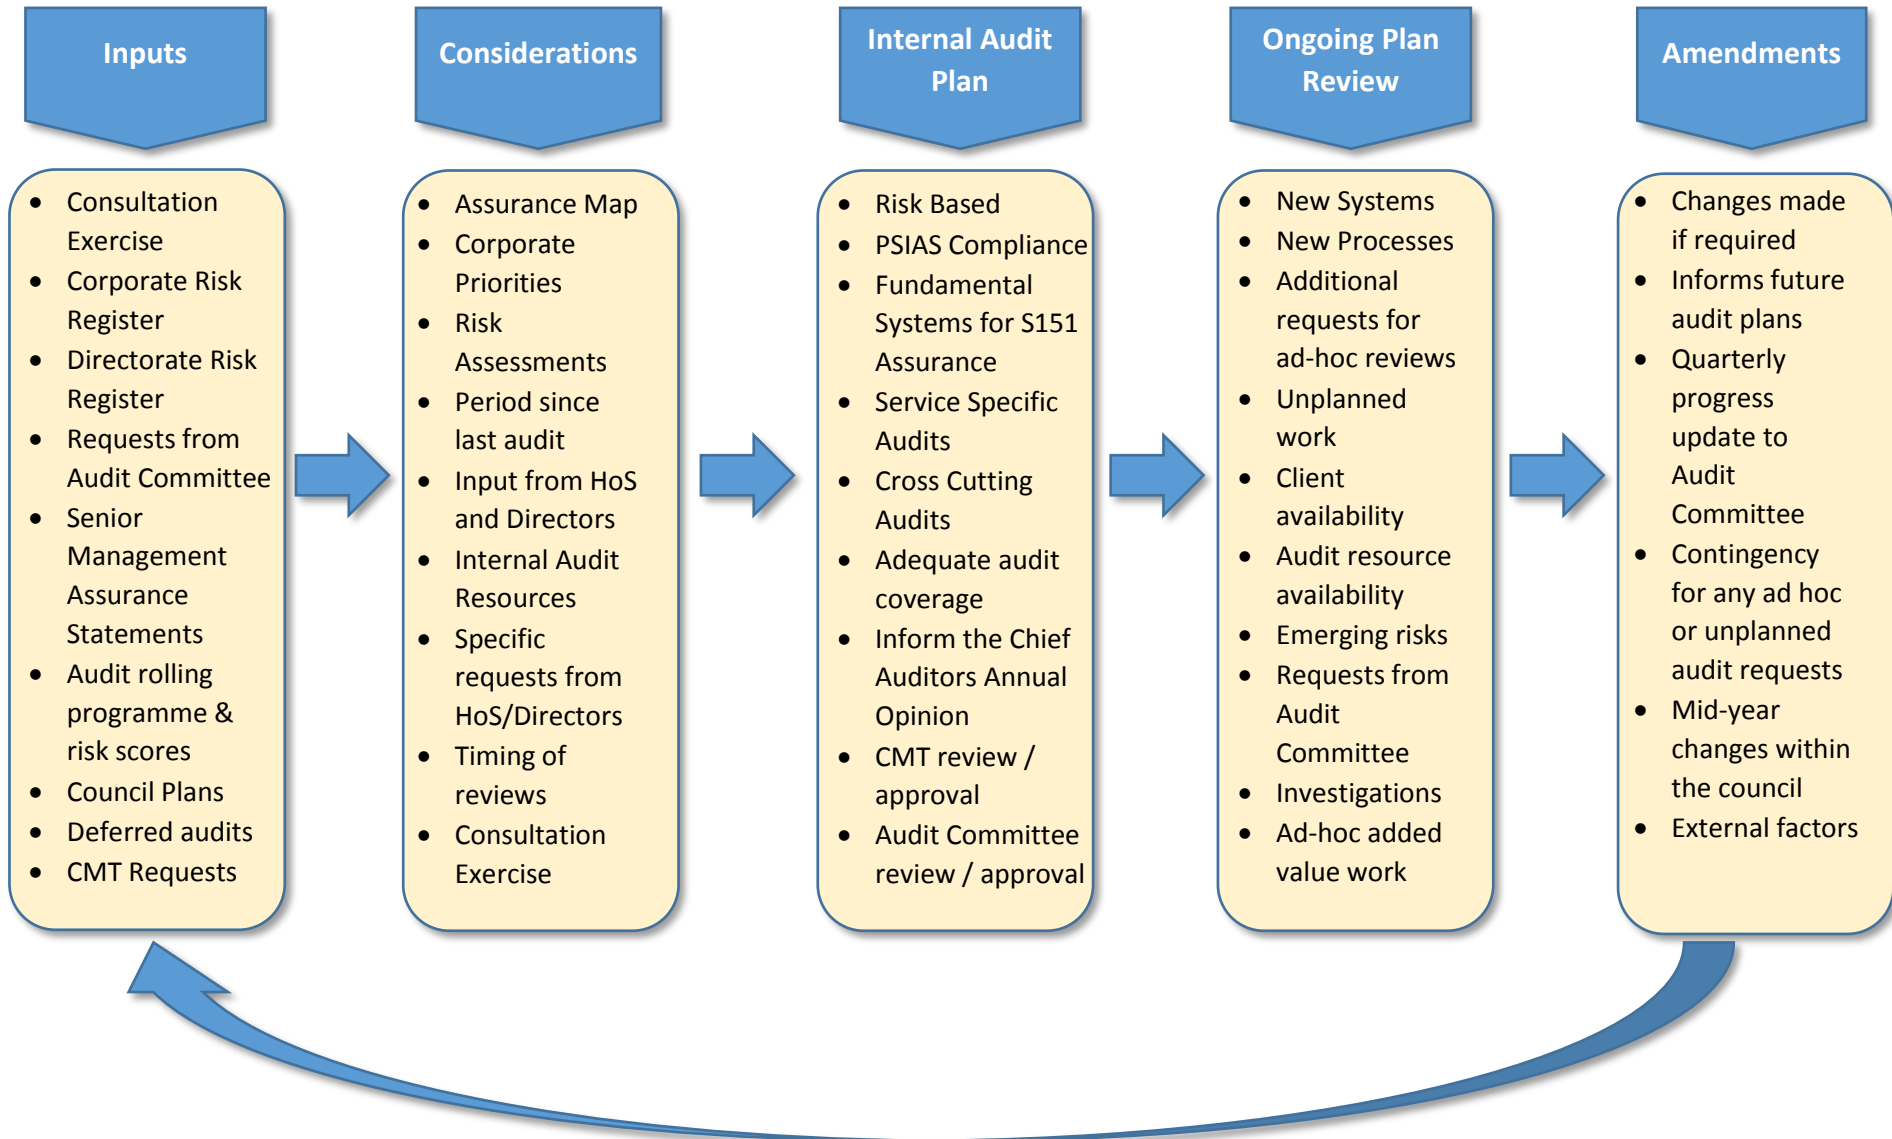 Inputs
Consultation
Exercise
Corporate Risk
Register
Directorate Risk
Register
Requests from
Audit Committee
Senior
Management
Assurance
Statements
Audit rolling
programme &
risk scores
Council Plans
Deferred audits
CMT Requests
Considerations
Assurance Map
Corporate
Priorities
Risk
Assessments
Period since
last audit
Input from HoS
and Directors
Internal Audit
Resources
Specific
requests from
HoS/Directors
Timing of
reviews
Consultation
Exercise
Internal Audit
Plan
Risk Based
PSIAS Compliance
Fundamental
Systems for S151
Assurance
Service Specific
Audits
Cross Cutting
Audits
Adequate audit
coverage
Inform the Chief
Auditors Annual
Opinion
CMT review /
approval
Audit Committee
review / approval
Ongoing Plan
Review
New Systems
New Processes
Additional
requests for
ad-hoc reviews
Unplanned
work
Client
availability
Audit resource
availability
Emerging risks
Requests from
Audit
Committee
Investigations
Ad-hoc added
value work
Amendments
Changes made
if required
Informs future
audit plans
Quarterly
progress
update to
Audit
Committee
Contingency
for any ad hoc
or unplanned
audit requests
Mid-year
changes within
the council
External factors